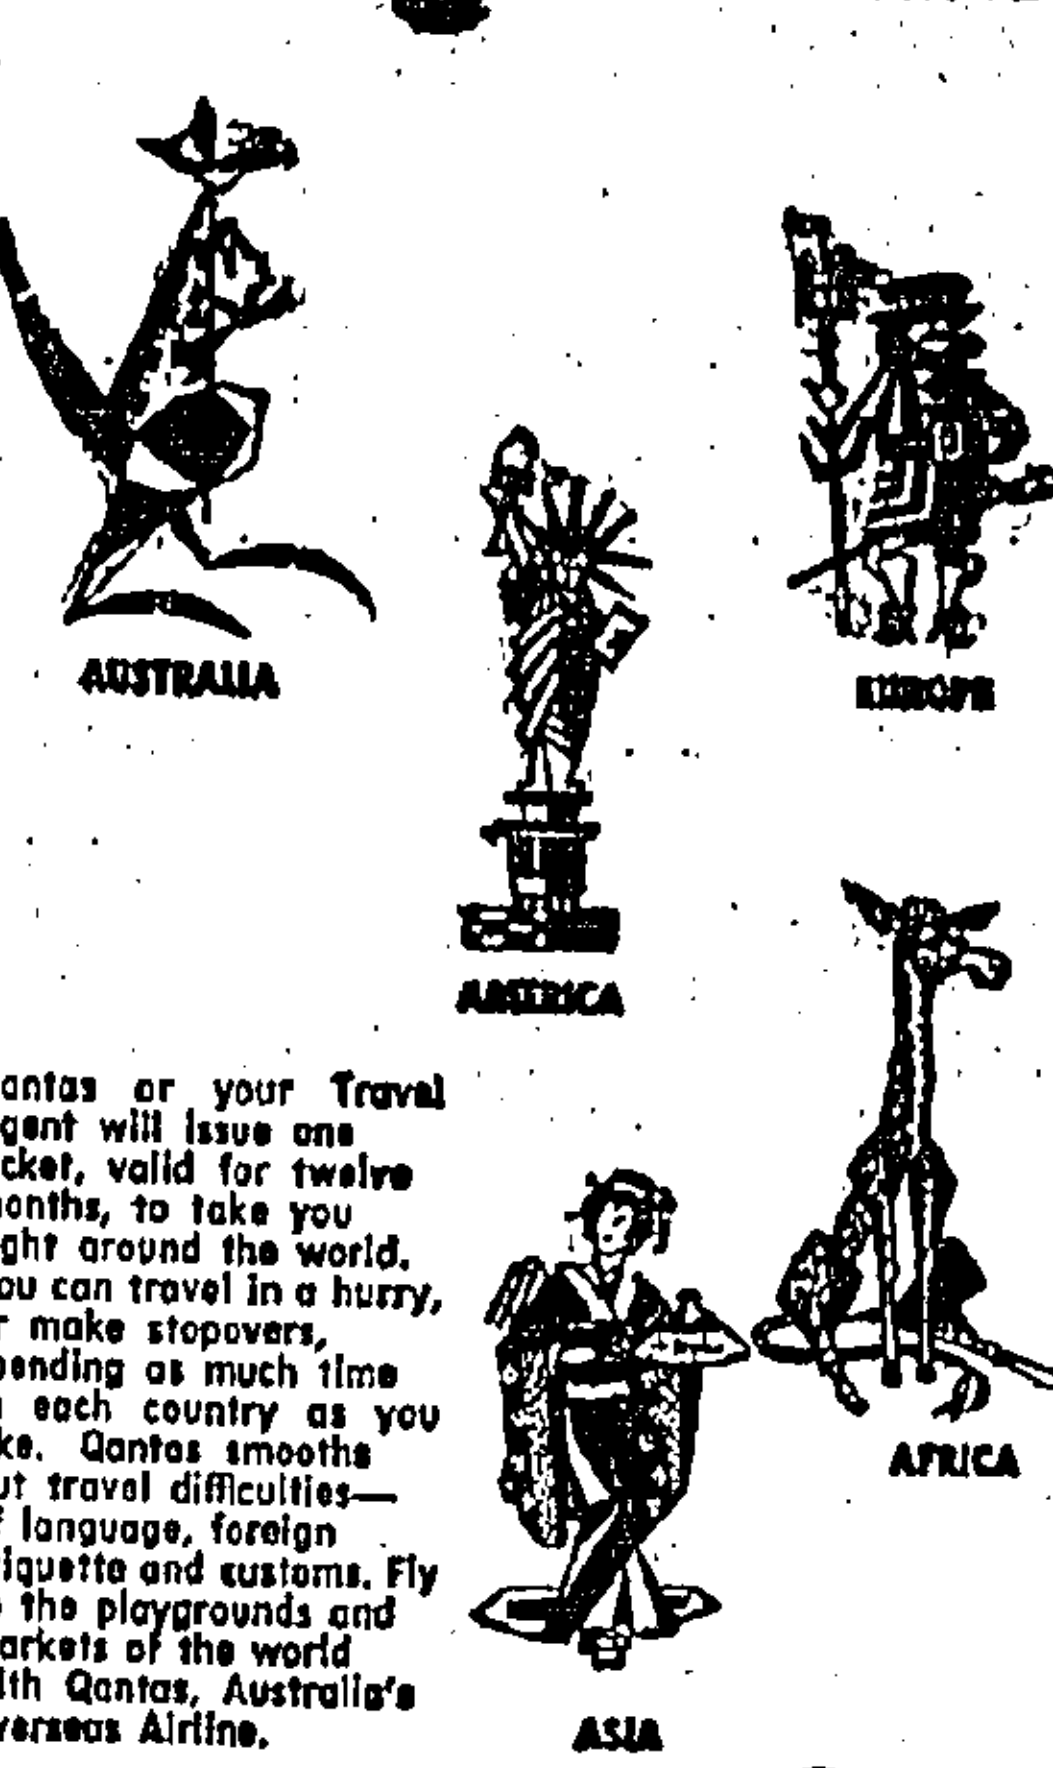 AUSTRALIA
EUROPE
AMERICA
antas or your Travel
gent will issue one
cket, valid for twelve
onths, to take you
ght around the world.
ou can travel in a hurry,
r make stopovers,
pending as much time
each country as you
ke. Qantas smooths
ut travel difficulties—
f language, foreign
iquette and customs. Fly
the playgrounds and
arkets of the world
ith Qantas, Australia's
verseas Airline.
AFRICA
ASIA